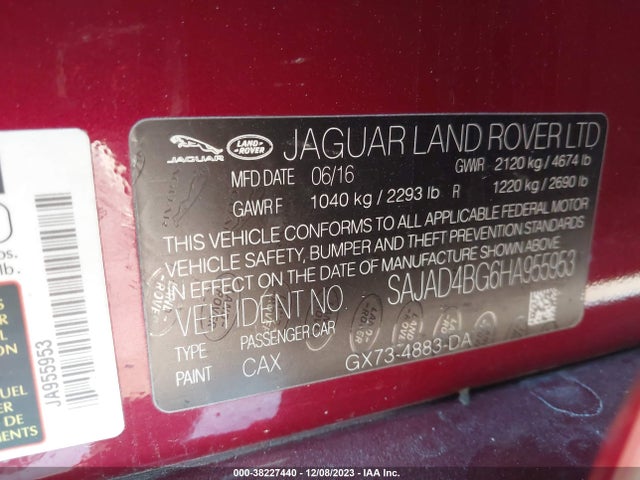 JAGUAR LAND-ROVER JAGUAR LAND ROVER LTD
MFD DATE 06/16 GWR 2120 kg / 4674 lb
GAWR F 1040 kg / 2293 lb R 1220 kg / 2690 lb
THIS VEHICLE CONFORMS TO ALL APPLICABLE FEDERAL MOTOR
VEHICLE SAFETY, BUMPER AND THEFT PREVENTION STANDARDS
IN EFFECT ON THE DATE OF MANUFACTURE SHOWN ABOVE
VEH IDENT NO. SAJAD4BG6HA955953
TYPE PASSENGER CAR
PAINT CAX GX73-4883-DA
lb.
JA955953
UEL
MENTS
000-38227440 - 12/08/2023 - IAA Inc.